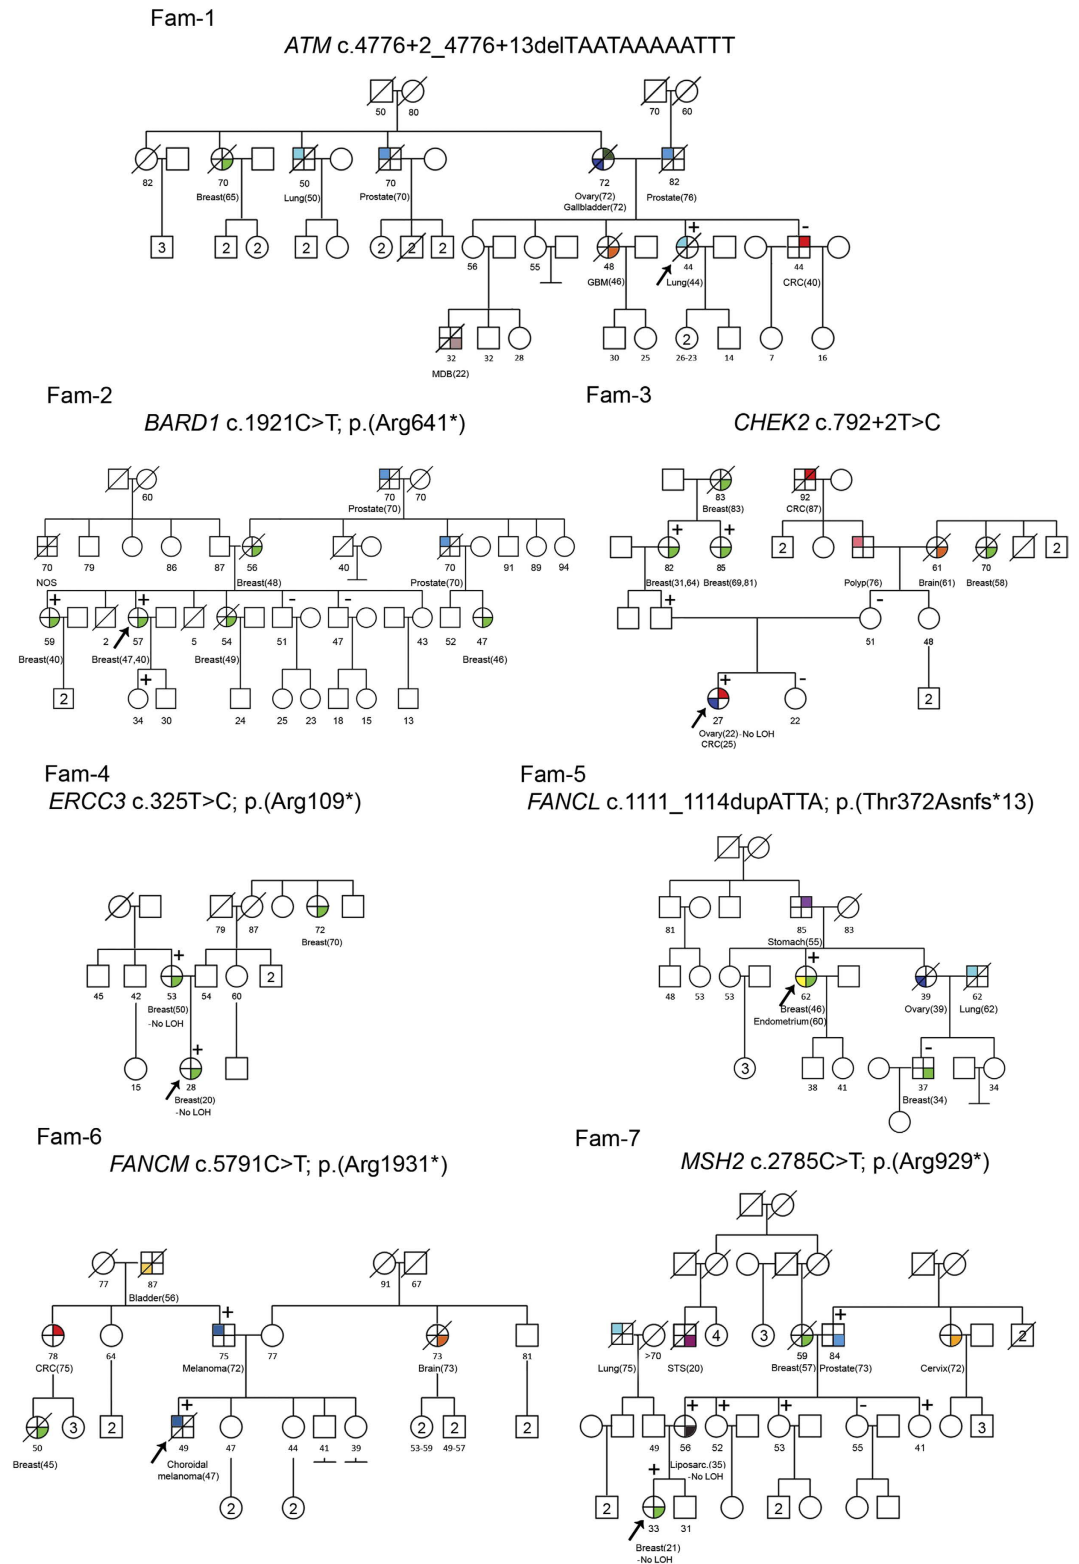 Fam-1
ATM c.4776+2_4776+13delTAATAAAAATTT
50 80 70 60
82 70 50 70 72 82
Breast(65) Lung(50) Prostate(70) Ovary(72) Prostate(76)
Gallbladder(72)
+ -
3 2 2 2 2 2 2
56 55 48 44 44
GBM(46) Lung(44) CRC(40)
2
32 32 28 30 25 26-23 14 7 16
MDB(22)
Fam-2
BARD1 c.1921C>T; p.(Arg641*)
60 70 70
Prostate(70)
70 79 86 87 56 40 70 91 89 94
NOS Breast(48) Prostate(70)
+ + - -
59 2 57 5 54 51 47 43 52 47
Breast(40) Breast(47,40) Breast(49) Breast(46)
+
2
34 30 24 25 23 18 15 13
Fam-3
CHEK2 c.792+2T>C
83 92
Breast(83) CRC(87)
+ +
2 2
82 85 61 70
Breast(31,64) Breast(69,81) Polyp(76) Brain(61) Breast(58)
+ -
51 48
+ -
2
27 22
Ovary(22)-No LOH
CRC(25)
Fam-4
ERCC3 c.325T>C; p.(Arg109*)
79 87 72
Breast(70)
+
2
45 42 53 54 60
Breast(50)
-No LOH
+
15 28
Breast(20)
-No LOH
Fam-5
FANCL c.1111_1114dupATTA; p.(Thr372Asnfs*13)
81 85 83
Stomach(55)
+
48 53 53 62 39 62
Breast(46) Ovary(39) Lung(62)
Endometrium(60)
-
3
38 41 37 34
Breast(34)
Fam-6
FANCM c.5791C>T; p.(Arg1931*)
77 87 91 67
Bladder(56)
+
78 64 75 77 73 81
CRC(75) Melanoma(72) Brain(73)
+
3 2 2 2 2
50 49 47 44 41 39 53-59 49-57
Breast(45) Choroidal
melanoma(47)
2 2
Fam-7
MSH2 c.2785C>T; p.(Arg929*)
+
4 3 2
>70 59 84
Lung(75) STS(20) Breast(57) Prostate(73) Cervix(72)
+ + + - +
3
49 56 52 53 55 41
Liposarc.(35)
-No LOH
+
2 2
33 31
Breast(21)
-No LOH